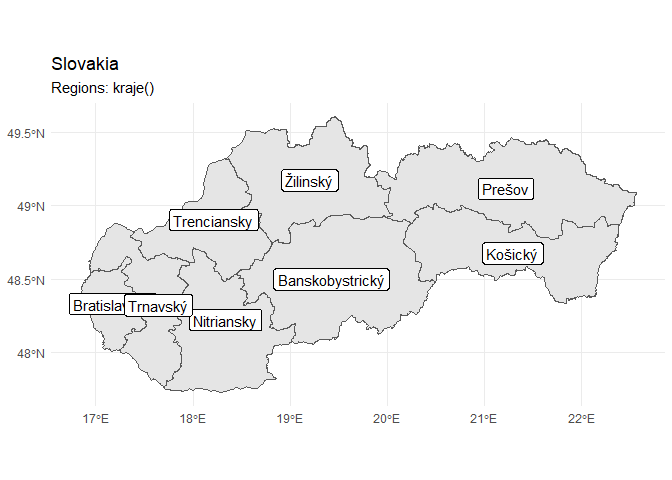 Slovakia
Regions: kraje()
49.5°N
49°N
48.5°N
48°N
Žilinský
Prešov
Trenciansky
Košický
Banskobystrický
Trnavský
Nitriansky
17°E
18°E
19°E
20°E
21°E
22°E